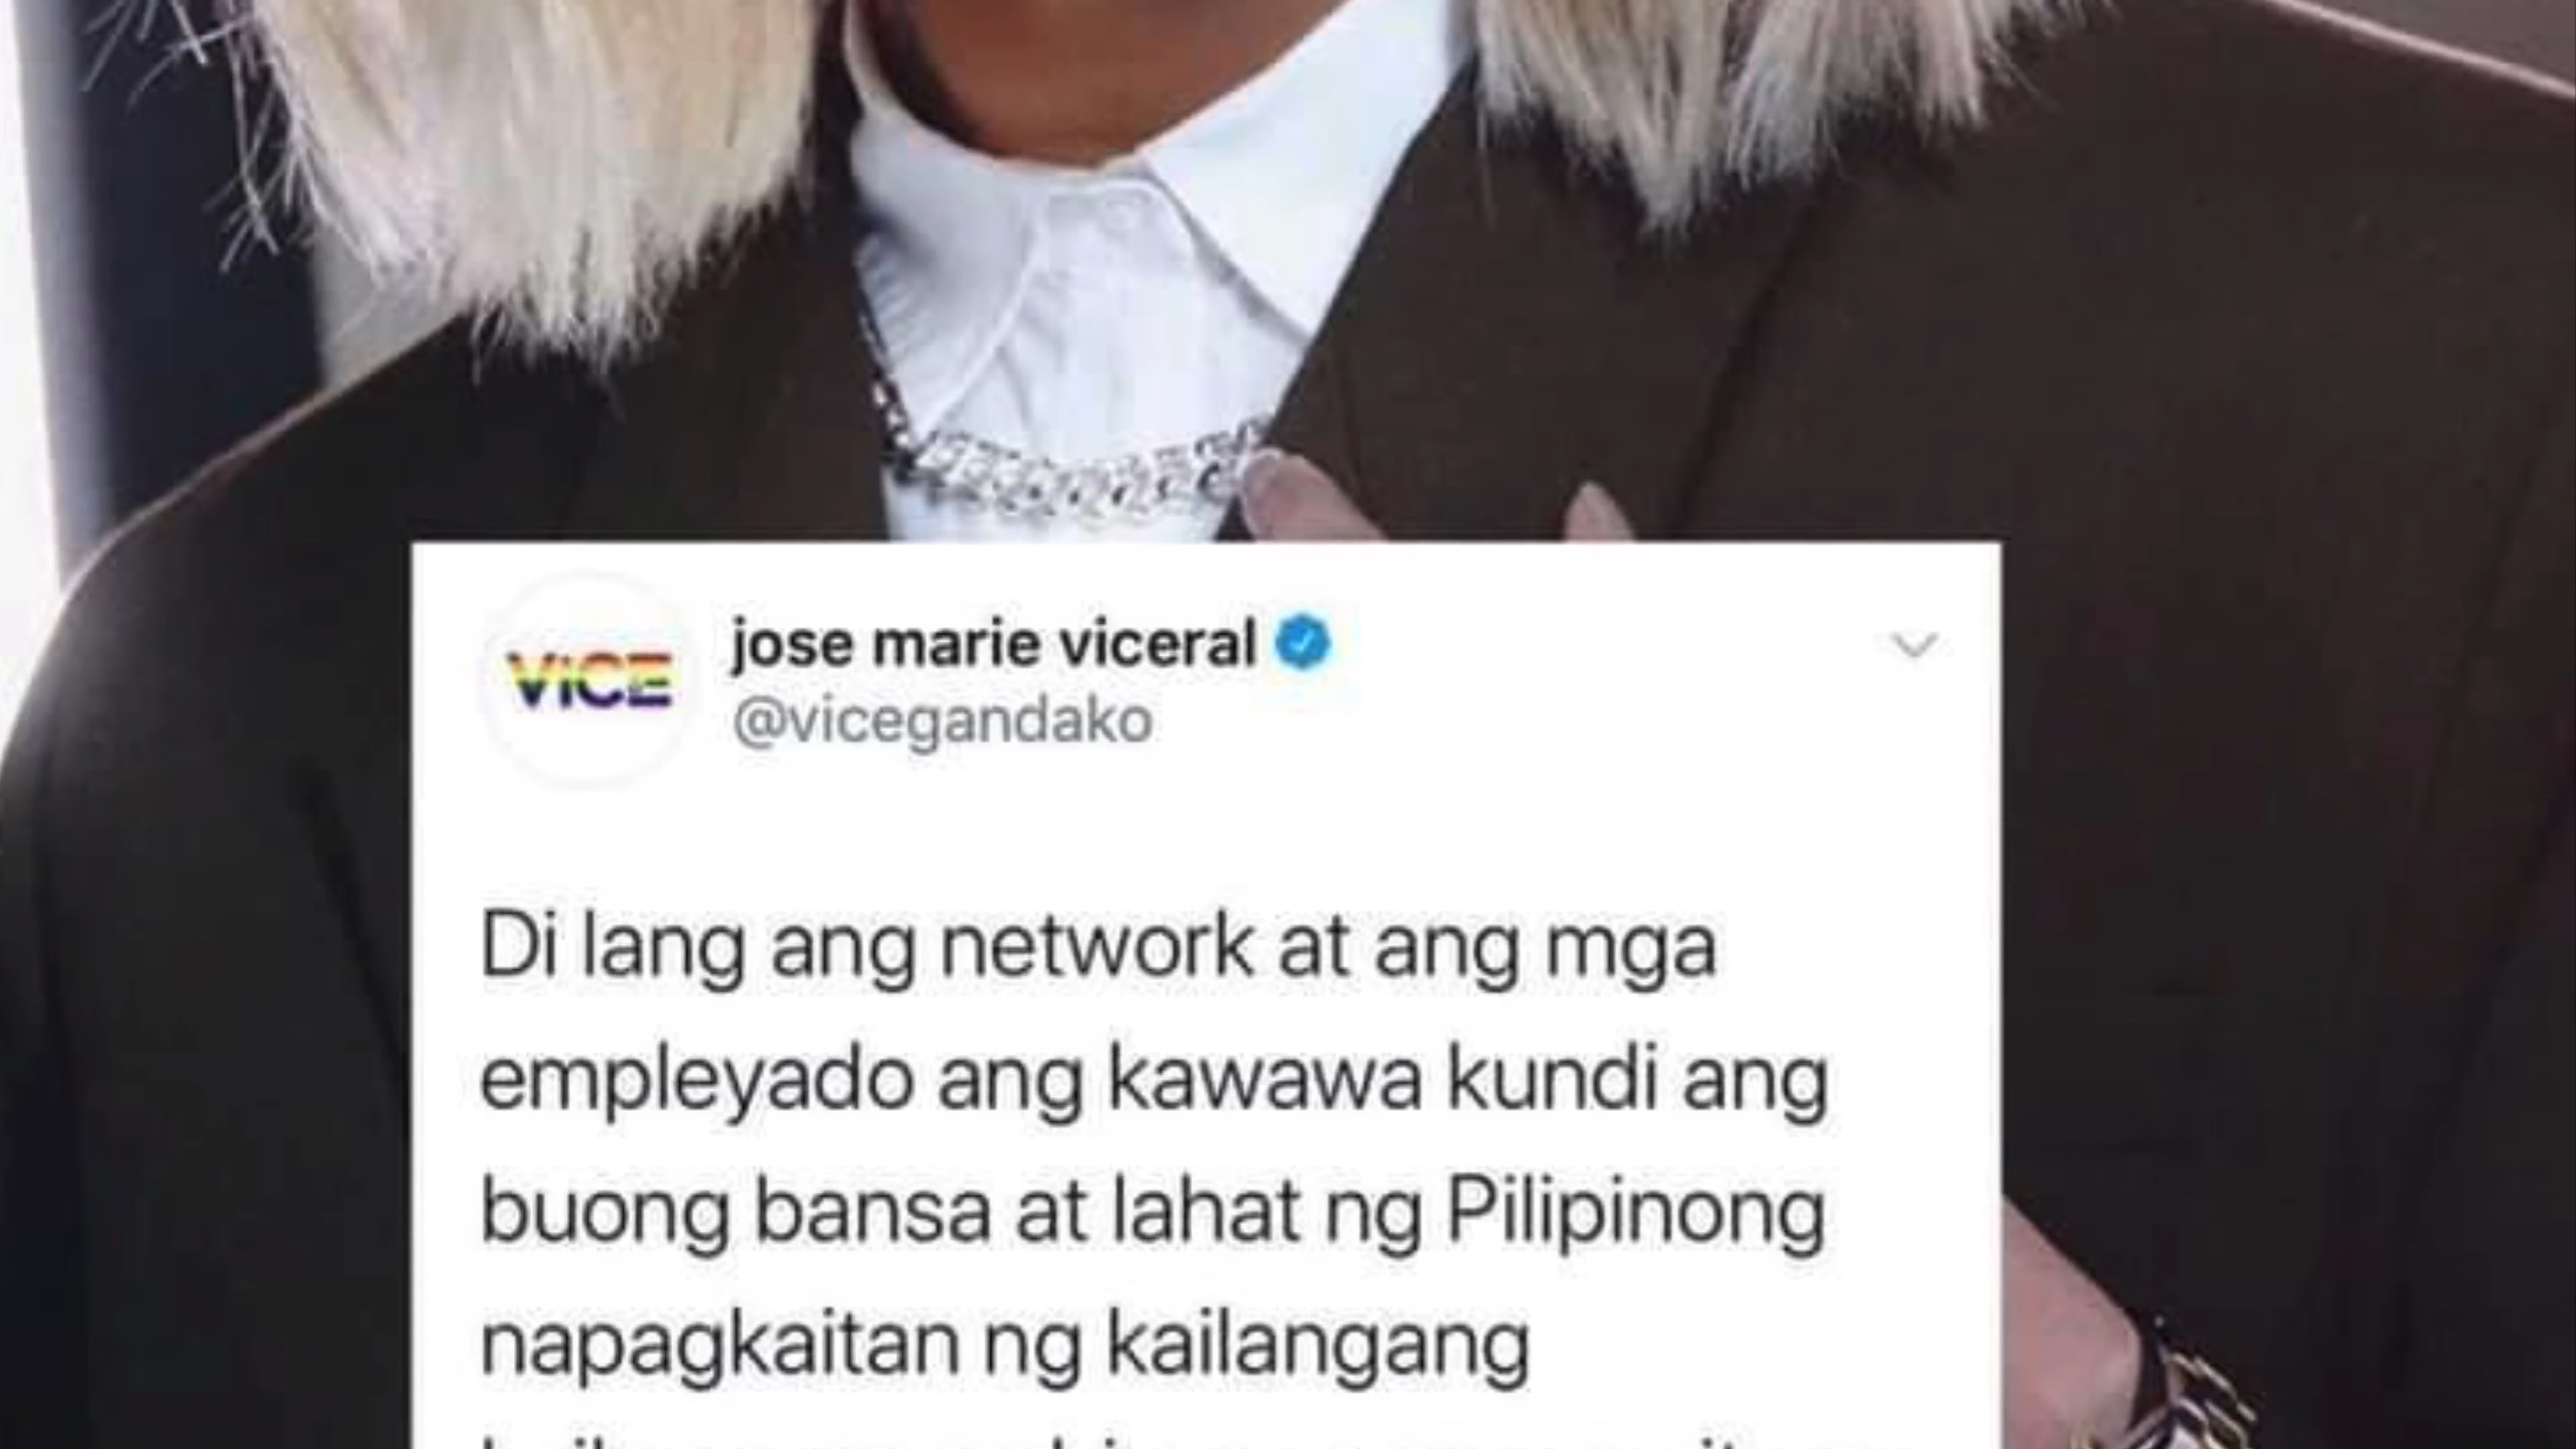 VICE
jose marie viceral
@vicegandako
Di lang ang network at ang mga
empleyado ang kawawa kundi ang
buong bansa at lahat ng Pilipinong
napagkaitan ng kailangang